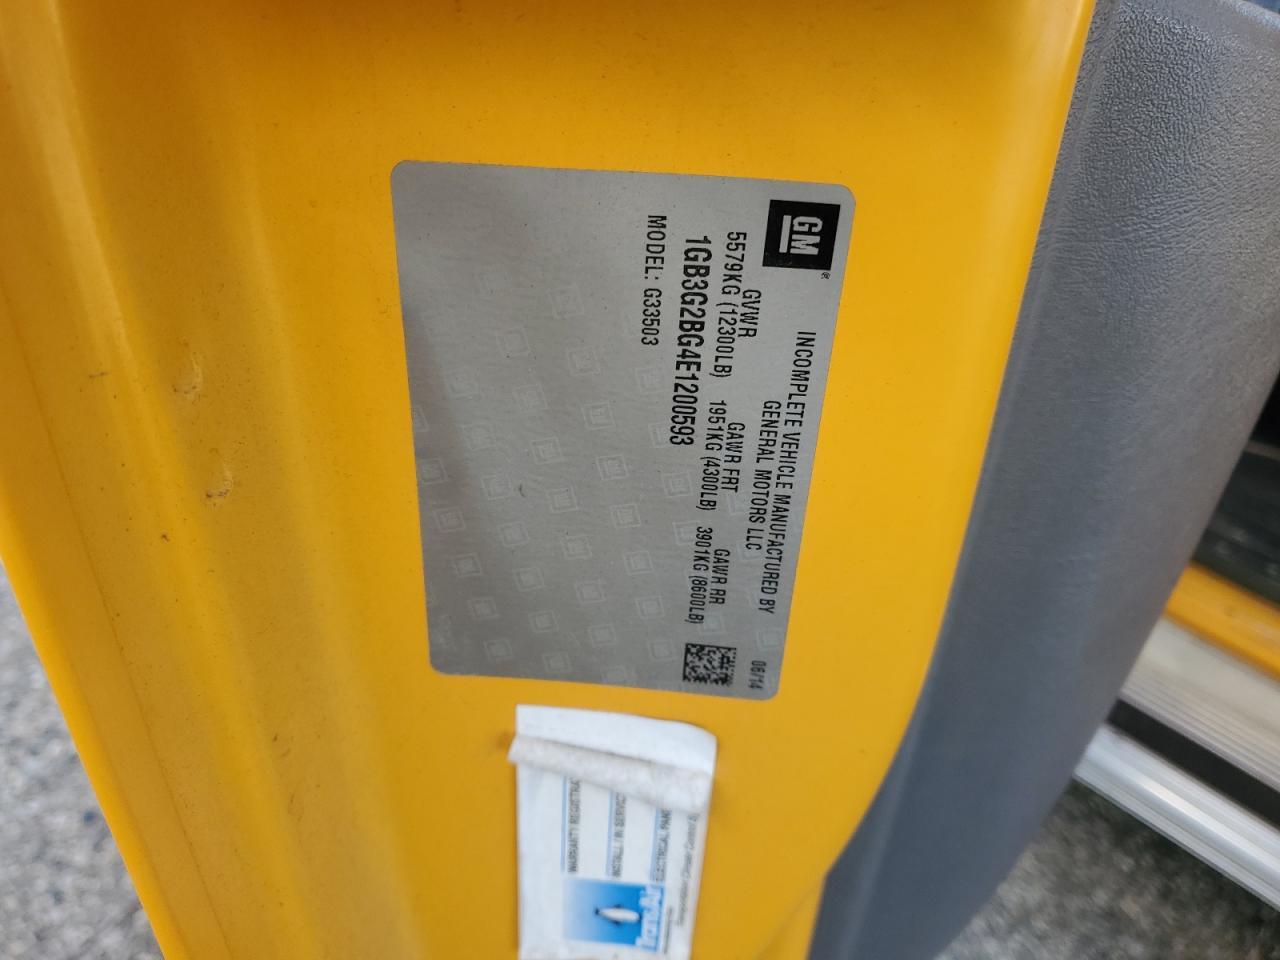 GM
INCOMPLETE VEHICLE MANUFACTURED BY
GENERAL MOTORS LLC
06/14
GVWR GAWR FRT GAWR RR
5579KG (12300LB) 1951KG (4300LB) 3901KG (8600LB)
1GB3G2BG4E1200593
MODEL: G33503